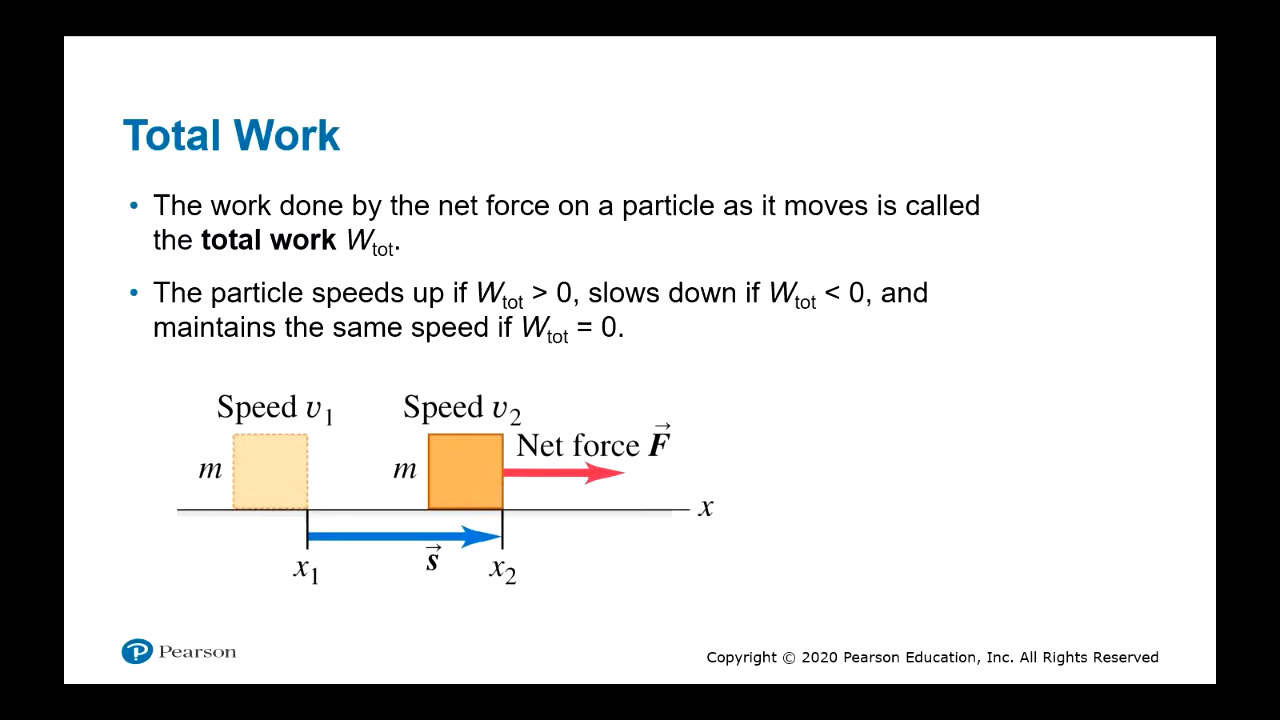 Total Work
• The work done by the net force on a particle as it moves is called
the total work Wtot.
• The particle speeds up if Wtot > 0, slows down if Wtot < 0, and
maintains the same speed if Wtot = 0.
Speed v1
Speed v2
Net force F⃗
m
m
x
s⃗
x1
x2
P Pearson
Copyright © 2020 Pearson Education, Inc. All Rights Reserved